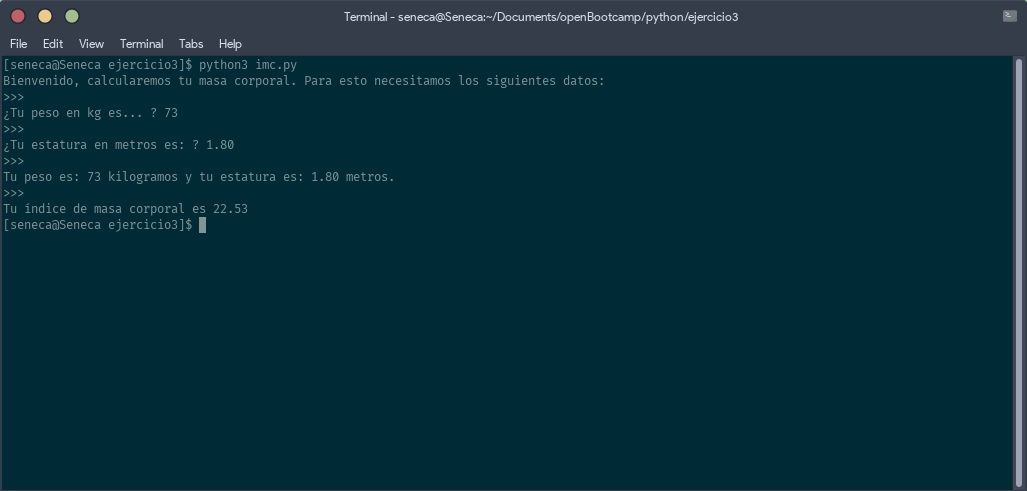 Terminal - seneca@Seneca:~/Documents/openBootcamp/python/ejercicio3
File Edit View Terminal Tabs Help
[seneca@Seneca ejercicio3]$ python3 imc.py
Bienvenido, calcularemos tu masa corporal. Para esto necesitamos los siguientes datos:
>>>
¿Tu peso en kg es... ? 73
>>>
¿Tu estatura en metros es: ? 1.80
>>>
Tu peso es: 73 kilogramos y tu estatura es: 1.80 metros.
>>>
Tu índice de masa corporal es 22.53
[seneca@Seneca ejercicio3]$